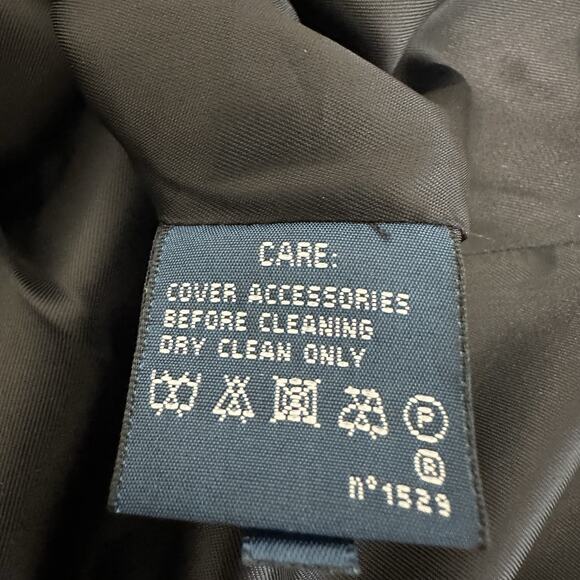 CARE:
COVER ACCESSORIES
BEFORE CLEANING
DRY CLEAN ONLY
P
®
n°1529